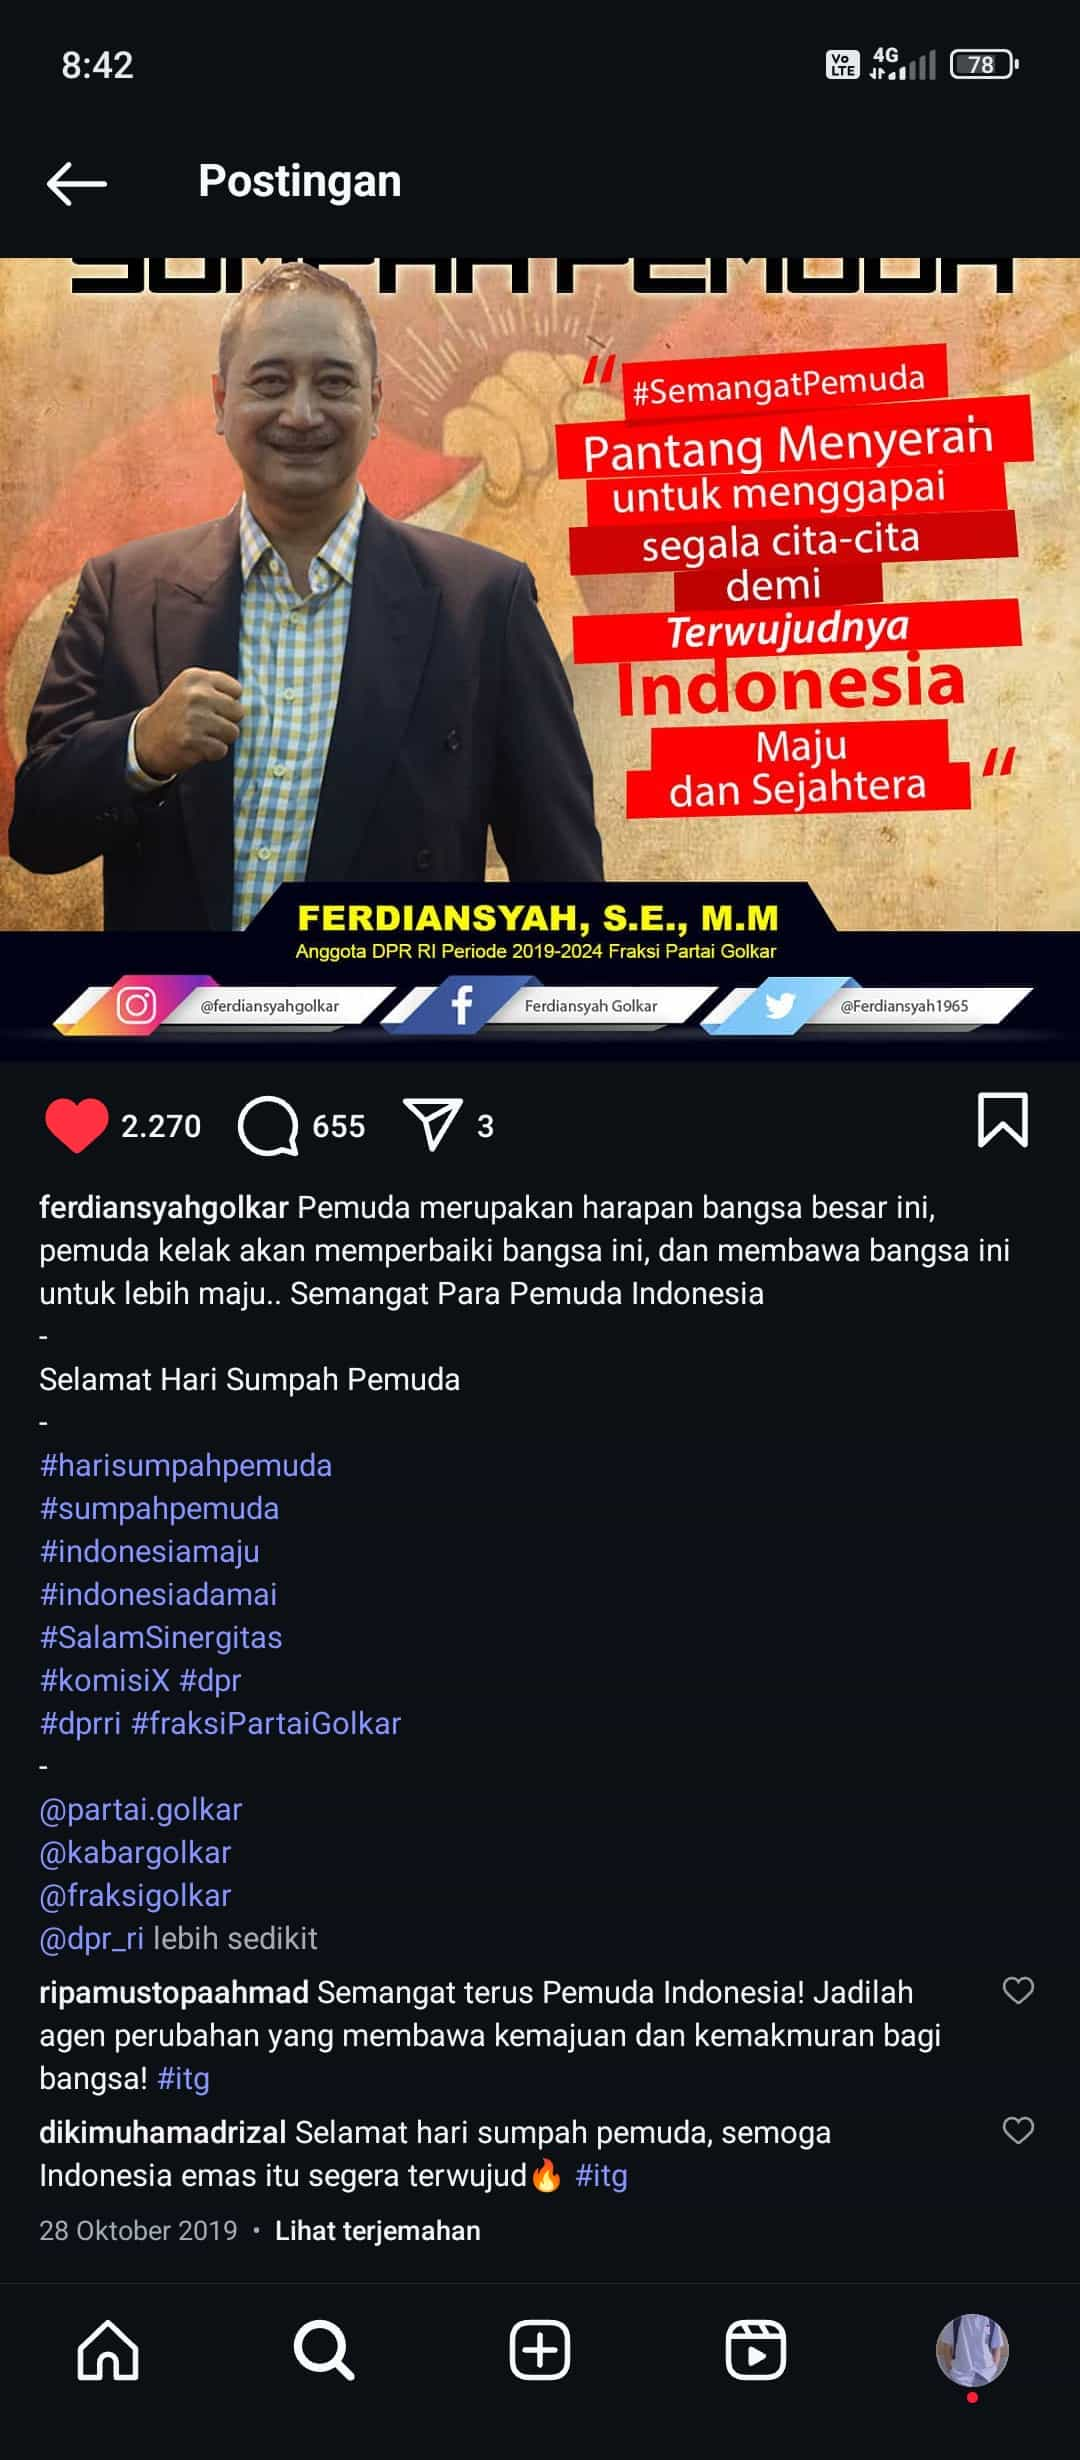 8:42
Vo LTE 4G 78
Postingan
SUMPAH PEMUDA
“ #SemangatPemuda
Pantang Menyerah
untuk menggapai
segala cita-cita
demi
Terwujudnya
Indonesia
Maju
dan Sejahtera “
FERDIANSYAH, S.E., M.M
Anggota DPR RI Periode 2019-2024 Fraksi Partai Golkar
@ferdiansyahgolkar Ferdiansyah Golkar @Ferdiansyah1965
2.270 655 3
ferdiansyahgolkar Pemuda merupakan harapan bangsa besar ini,
pemuda kelak akan memperbaiki bangsa ini, dan membawa bangsa ini
untuk lebih maju.. Semangat Para Pemuda Indonesia
-
Selamat Hari Sumpah Pemuda
-
#harisumpahpemuda
#sumpahpemuda
#indonesiamaju
#indonesiadamai
#SalamSinergitas
#komisiX #dpr
#dprri #fraksiPartaiGolkar
-
@partai.golkar
@kabargolkar
@fraksigolkar
@dpr_ri lebih sedikit
ripamustopaahmad Semangat terus Pemuda Indonesia! Jadilah
agen perubahan yang membawa kemajuan dan kemakmuran bagi
bangsa! #itg
dikimuhamadrizal Selamat hari sumpah pemuda, semoga
Indonesia emas itu segera terwujud🔥 #itg
28 Oktober 2019 • Lihat terjemahan